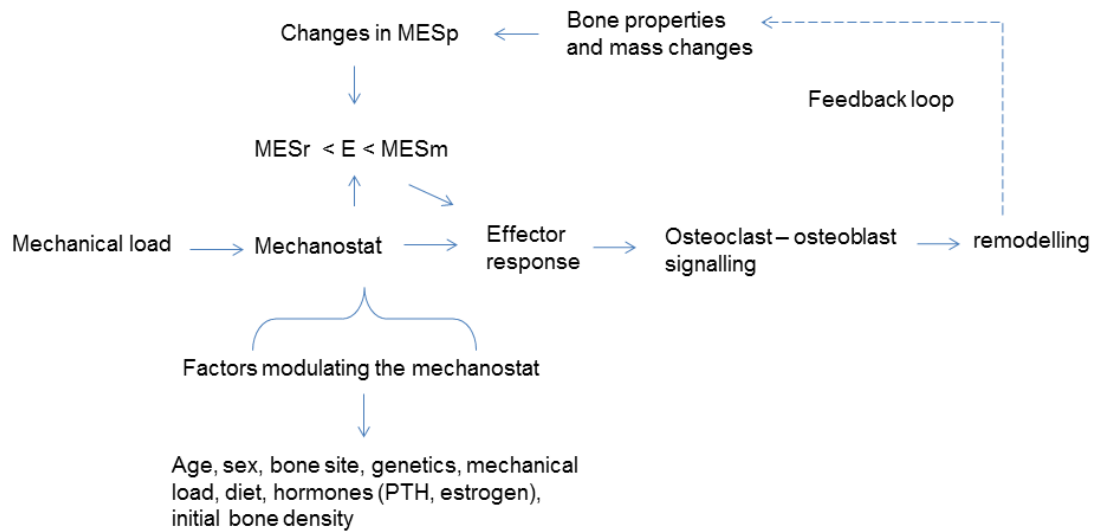 Changes in MESp
Bone properties
and mass changes
Feedback loop
MESr < E < MESm
Mechanical load
Mechanostat
Effector
response
Osteoclast – osteoblast
signalling
remodelling
Factors modulating the mechanostat
Age, sex, bone site, genetics, mechanical
load, diet, hormones (PTH, estrogen),
initial bone density